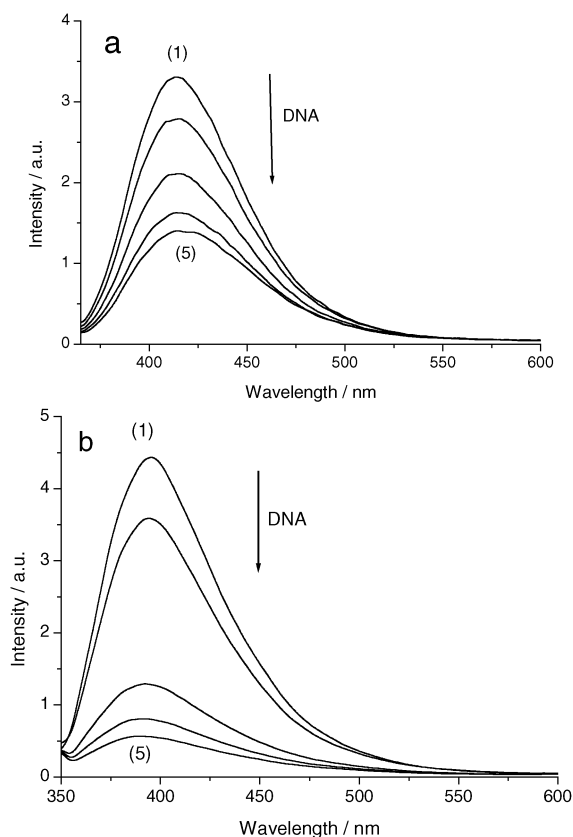 a
(1)
DNA
(5)
4
3
2
1
0
Intensity / a.u.
400 450 500 550 600
Wavelength / nm
b
(1)
DNA
(5)
5
4
3
2
1
0
Intensity / a.u.
350 400 450 500 550 600
Wavelength / nm